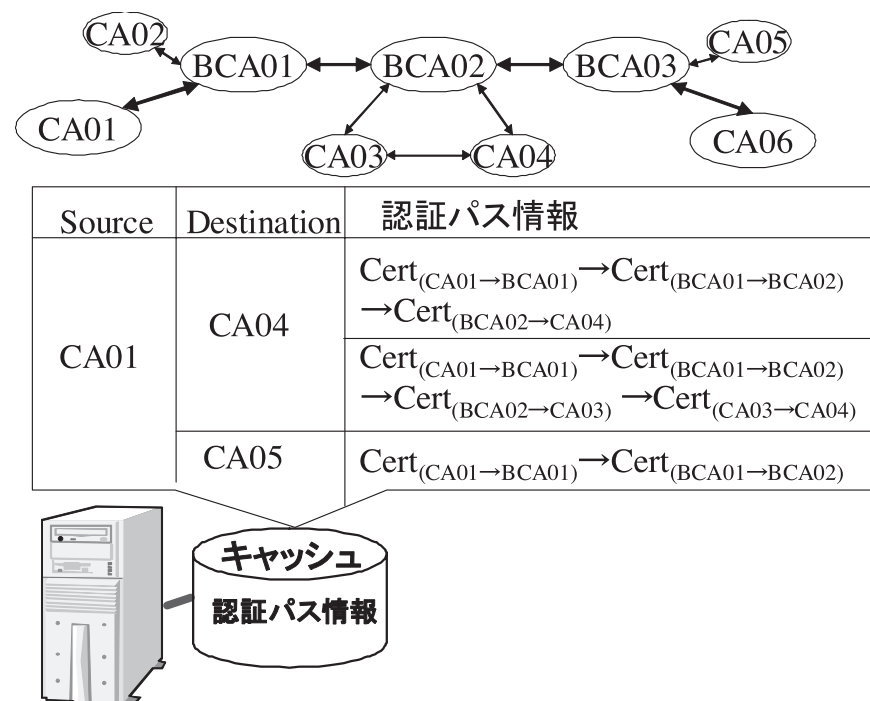 CA02
CA05
BCA01
BCA02
BCA03
CA01
CA03
CA04
CA06
Source
Destination
認証パス情報
CA01
CA04
Cert(CA01→BCA01)→Cert(BCA01→BCA02)
→Cert(BCA02→CA04)
Cert(CA01→BCA01)→Cert(BCA01→BCA02)
→Cert(BCA02→CA03) →Cert(CA03→CA04)
CA05
Cert(CA01→BCA01)→Cert(BCA01→BCA02)
キャッシュ
認証パス情報